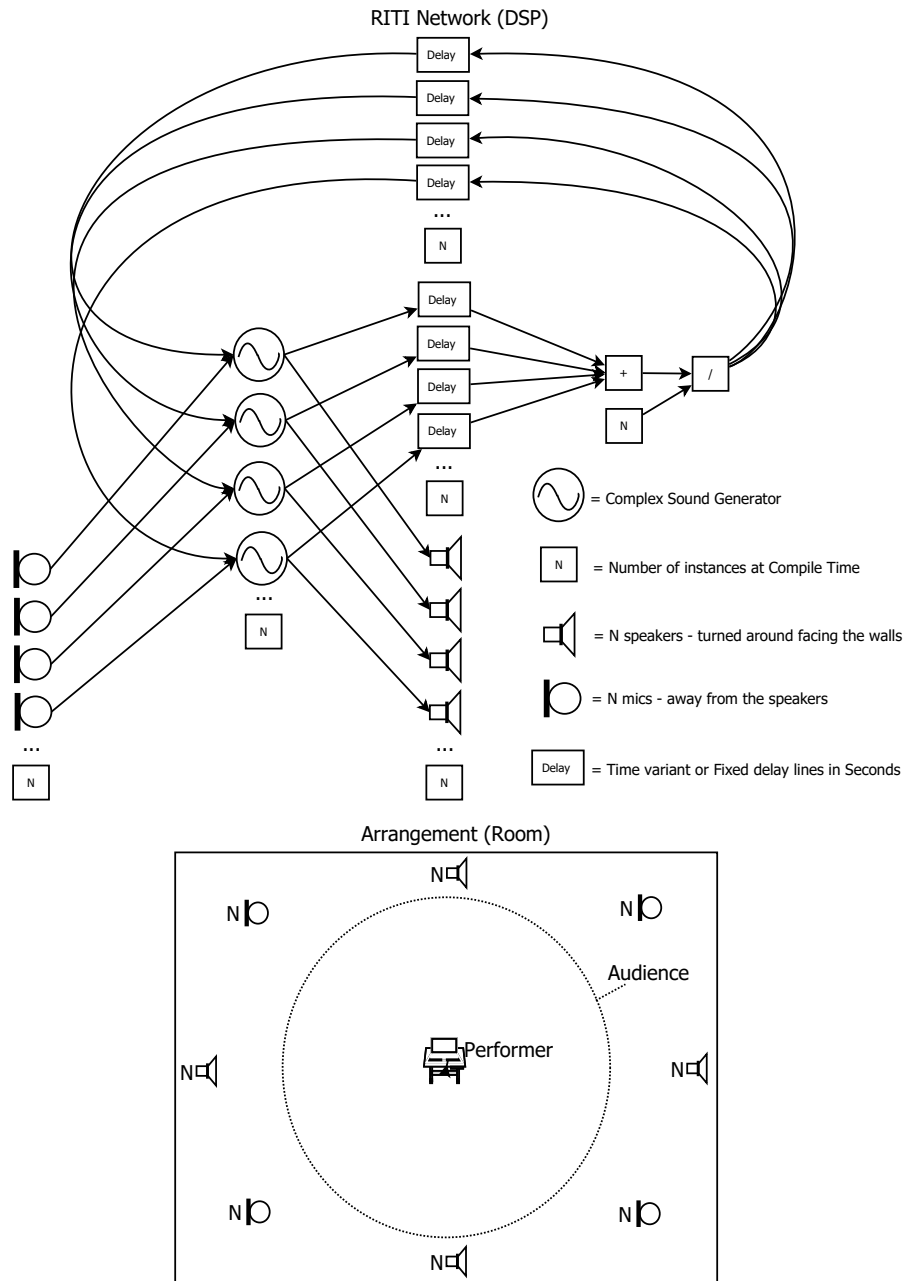 RITI Network (DSP)
Delay
Delay
Delay
Delay
...
N
Delay
Delay
+
/
Delay
N
Delay
...
N
...
N
= Complex Sound Generator
N
= Number of instances at Compile Time
= N speakers - turned around facing the walls
= N mics - away from the speakers
...
N
...
N
Delay
= Time variant or Fixed delay lines in Seconds
Arrangement (Room)
N
N
N
Audience
Performer
N
N
N
N
N